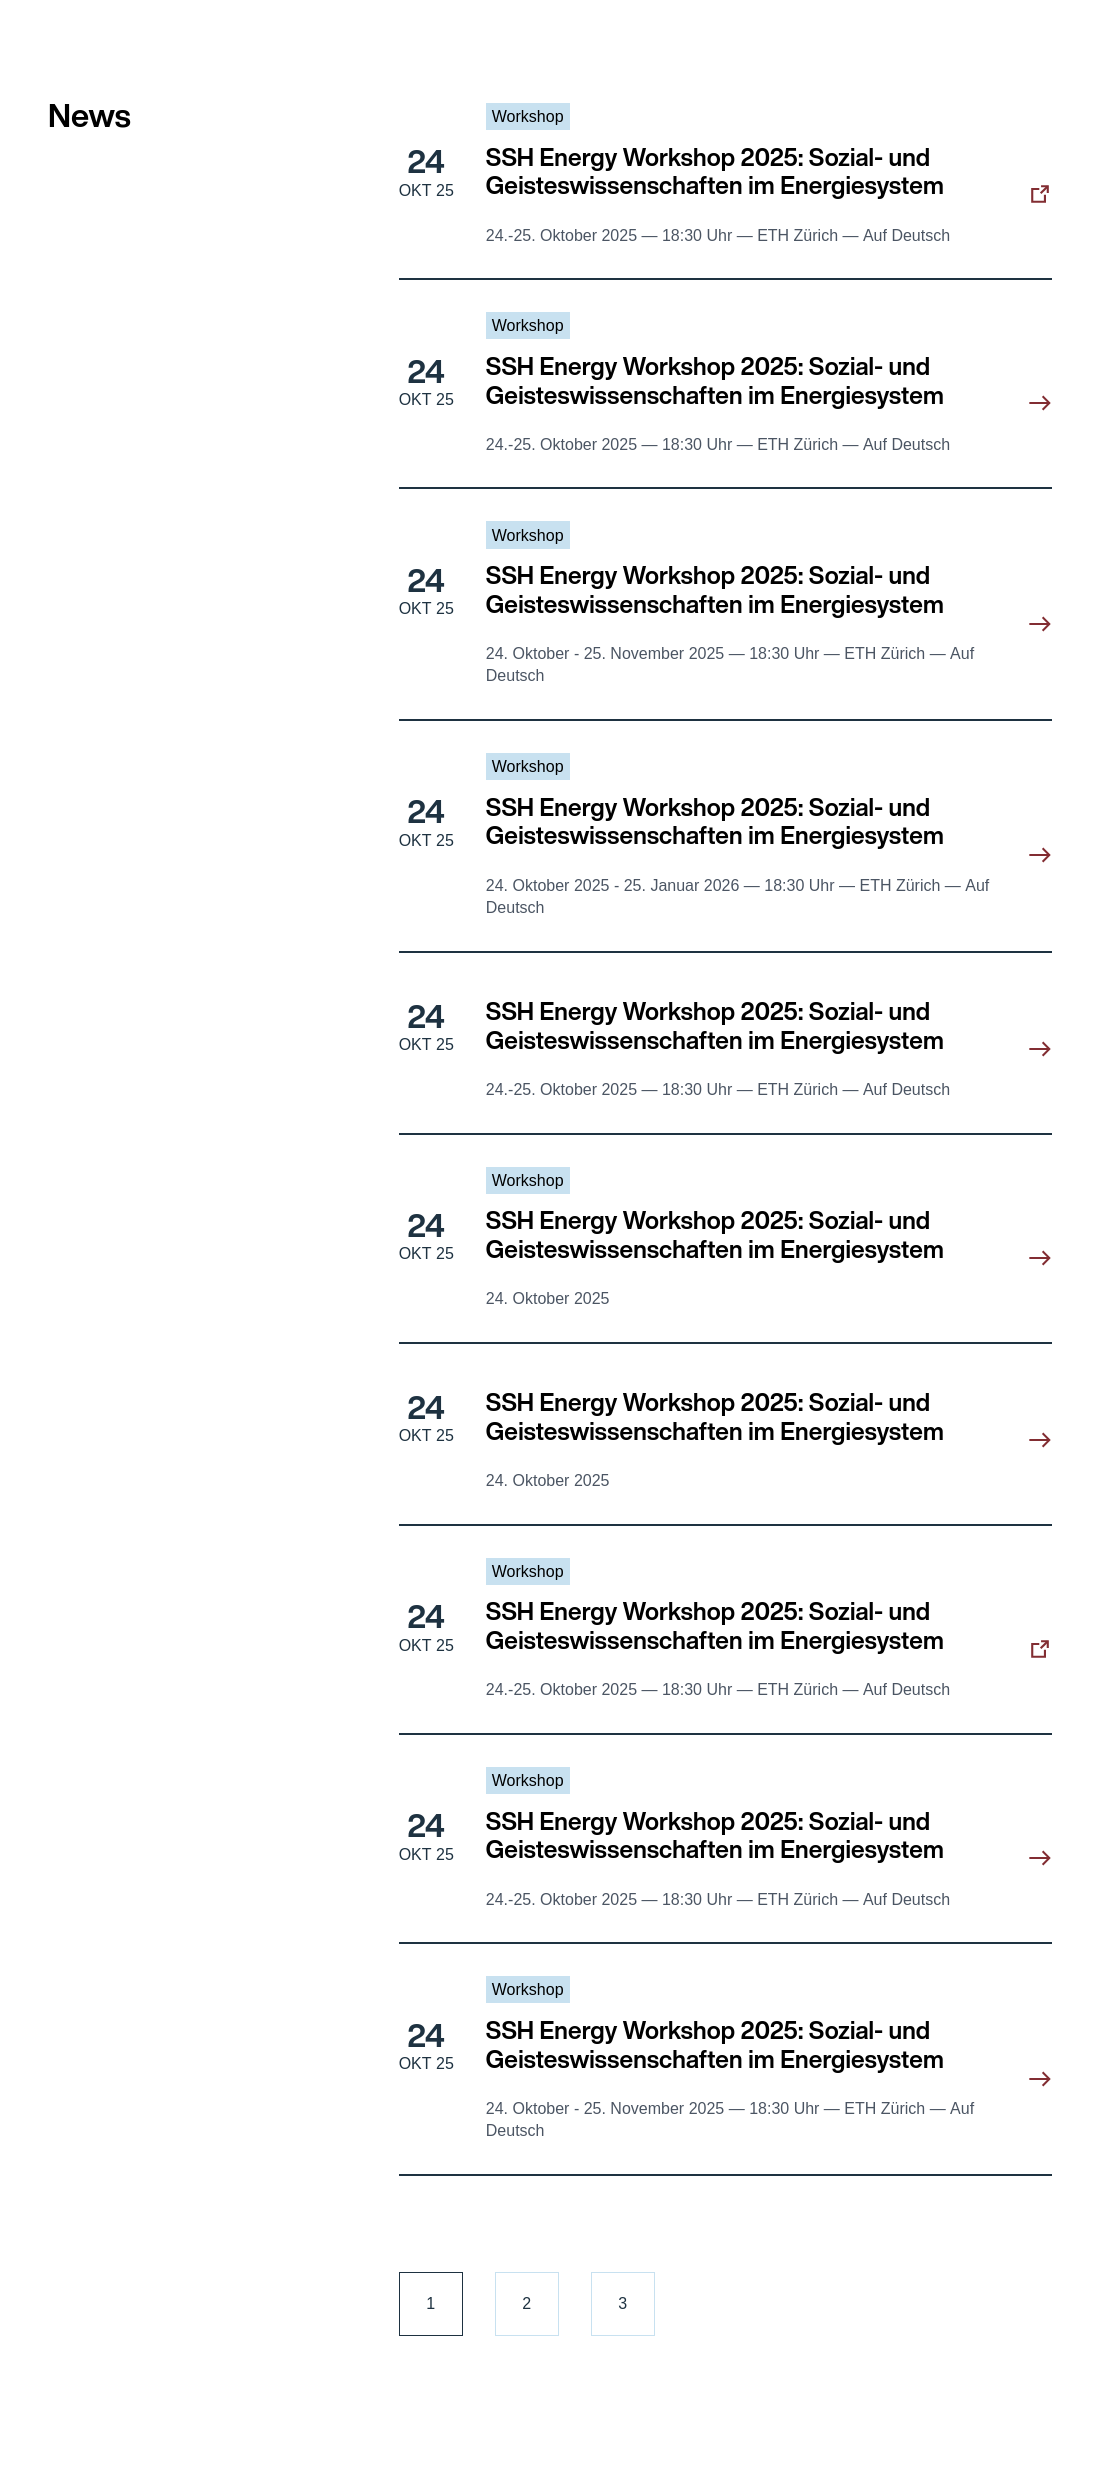 News
Workshop
24
OKT 25
SSH Energy Workshop 2025: Sozial- und
Geisteswissenschaften im Energiesystem
24.-25. Oktober 2025 — 18:30 Uhr — ETH Zürich — Auf Deutsch
Workshop
24
OKT 25
SSH Energy Workshop 2025: Sozial- und
Geisteswissenschaften im Energiesystem
24.-25. Oktober 2025 — 18:30 Uhr — ETH Zürich — Auf Deutsch
Workshop
24
OKT 25
SSH Energy Workshop 2025: Sozial- und
Geisteswissenschaften im Energiesystem
24. Oktober - 25. November 2025 — 18:30 Uhr — ETH Zürich — Auf
Deutsch
Workshop
24
OKT 25
SSH Energy Workshop 2025: Sozial- und
Geisteswissenschaften im Energiesystem
24. Oktober 2025 - 25. Januar 2026 — 18:30 Uhr — ETH Zürich — Auf
Deutsch
24
OKT 25
SSH Energy Workshop 2025: Sozial- und
Geisteswissenschaften im Energiesystem
24.-25. Oktober 2025 — 18:30 Uhr — ETH Zürich — Auf Deutsch
Workshop
24
OKT 25
SSH Energy Workshop 2025: Sozial- und
Geisteswissenschaften im Energiesystem
24. Oktober 2025
24
OKT 25
SSH Energy Workshop 2025: Sozial- und
Geisteswissenschaften im Energiesystem
24. Oktober 2025
Workshop
24
OKT 25
SSH Energy Workshop 2025: Sozial- und
Geisteswissenschaften im Energiesystem
24.-25. Oktober 2025 — 18:30 Uhr — ETH Zürich — Auf Deutsch
Workshop
24
OKT 25
SSH Energy Workshop 2025: Sozial- und
Geisteswissenschaften im Energiesystem
24.-25. Oktober 2025 — 18:30 Uhr — ETH Zürich — Auf Deutsch
Workshop
24
OKT 25
SSH Energy Workshop 2025: Sozial- und
Geisteswissenschaften im Energiesystem
24. Oktober - 25. November 2025 — 18:30 Uhr — ETH Zürich — Auf
Deutsch
1 2 3